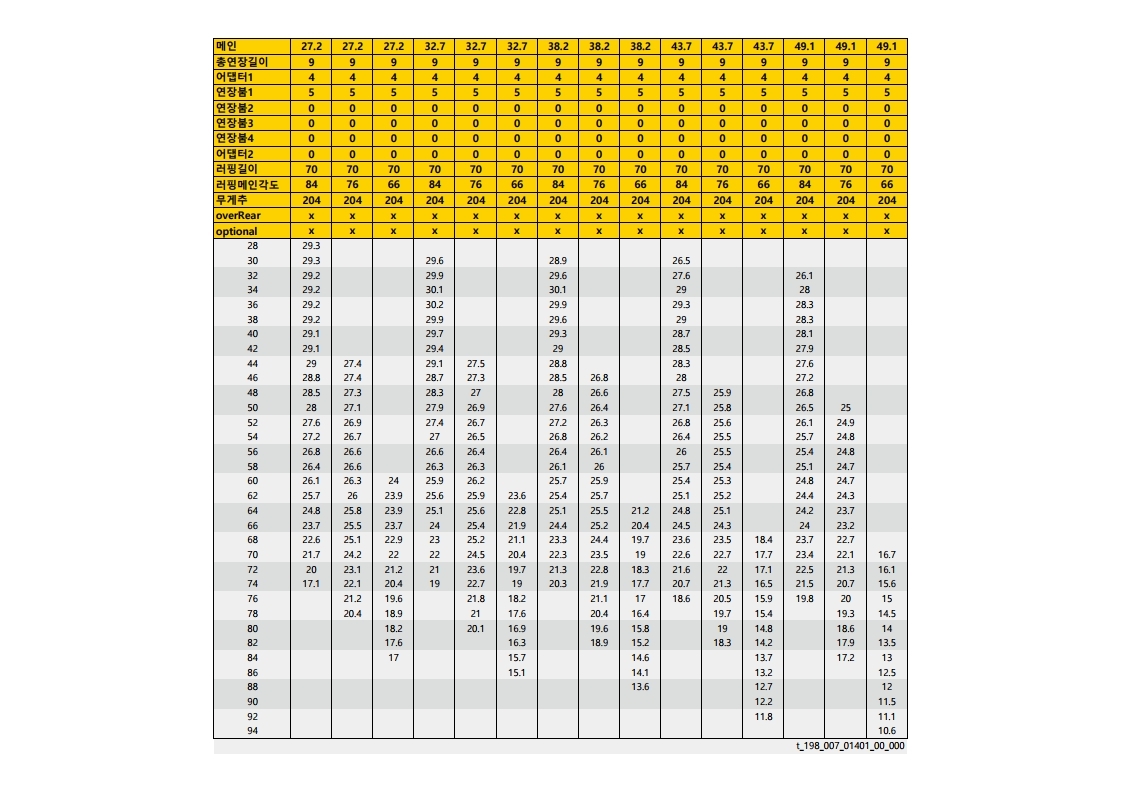 메인 27.2 27.2 27.2 32.7 32.7 32.7 38.2 38.2 38.2 43.7 43.7 43.7 49.1 49.1 49.1
총연장길이 9 9 9 9 9 9 9 9 9 9 9 9 9 9 9
어댑터1 4 4 4 4 4 4 4 4 4 4 4 4 4 4 4
연장붐1 5 5 5 5 5 5 5 5 5 5 5 5 5 5 5
연장붐2 0 0 0 0 0 0 0 0 0 0 0 0 0 0 0
연장붐3 0 0 0 0 0 0 0 0 0 0 0 0 0 0 0
연장붐4 0 0 0 0 0 0 0 0 0 0 0 0 0 0 0
어댑터2 0 0 0 0 0 0 0 0 0 0 0 0 0 0 0
러핑길이 70 70 70 70 70 70 70 70 70 70 70 70 70 70 70
러핑메인각도 84 76 66 84 76 66 84 76 66 84 76 66 84 76 66
무게추 204 204 204 204 204 204 204 204 204 204 204 204 204 204 204
overRear x x x x x x x x x x x x x x x
optional x x x x x x x x x x x x x x x
28 29.3
30 29.3 29.6 28.9 26.5
32 29.2 29.9 29.6 27.6 26.1
34 29.2 30.1 30.1 29 28
36 29.2 30.2 29.9 29.3 28.3
38 29.2 29.9 29.6 29 28.3
40 29.1 29.7 29.3 28.7 28.1
42 29.1 29.4 29 28.5 27.9
44 29 27.4 29.1 27.5 28.8 28.3 27.6
46 28.8 27.4 28.7 27.3 28.5 26.8 28 27.2
48 28.5 27.3 28.3 27 28 26.6 27.5 25.9 26.8
50 28 27.1 27.9 26.9 27.6 26.4 27.1 25.8 26.5 25
52 27.6 26.9 27.4 26.7 27.2 26.3 26.8 25.6 26.1 24.9
54 27.2 26.7 27 26.5 26.8 26.2 26.4 25.5 25.7 24.8
56 26.8 26.6 26.6 26.4 26.4 26.1 26 25.5 25.4 24.8
58 26.4 26.6 26.3 26.3 26.1 26 25.7 25.4 25.1 24.7
60 26.1 26.3 24 25.9 26.2 25.7 25.9 25.4 25.3 24.8 24.7
62 25.7 26 23.9 25.6 25.9 23.6 25.4 25.7 25.1 25.2 24.4 24.3
64 24.8 25.8 23.9 25.1 25.6 22.8 25.1 25.5 21.2 24.8 25.1 24.2 23.7
66 23.7 25.5 23.7 24 25.4 21.9 24.4 25.2 20.4 24.5 24.3 24 23.2
68 22.6 25.1 22.9 23 25.2 21.1 23.3 24.4 19.7 23.6 23.5 18.4 23.7 22.7
70 21.7 24.2 22 22 24.5 20.4 22.3 23.5 19 22.6 22.7 17.7 23.4 22.1 16.7
72 20 23.1 21.2 21 23.6 19.7 21.3 22.8 18.3 21.6 22 17.1 22.5 21.3 16.1
74 17.1 22.1 20.4 19 22.7 19 20.3 21.9 17.7 20.7 21.3 16.5 21.5 20.7 15.6
76 21.2 19.6 21.8 18.2 21.1 17 18.6 20.5 15.9 19.8 20 15
78 20.4 18.9 21 17.6 20.4 16.4 19.7 15.4 19.3 14.5
80 18.2 20.1 16.9 19.6 15.8 19 14.8 18.6 14
82 17.6 16.3 18.9 15.2 18.3 14.2 17.9 13.5
84 17 15.7 14.6 13.7 17.2 13
86 15.1 14.1 13.2 12.5
88 13.6 12.7 12
90 12.2 11.5
92 11.8 11.1
94 10.6
t_198_007_01401_00_000